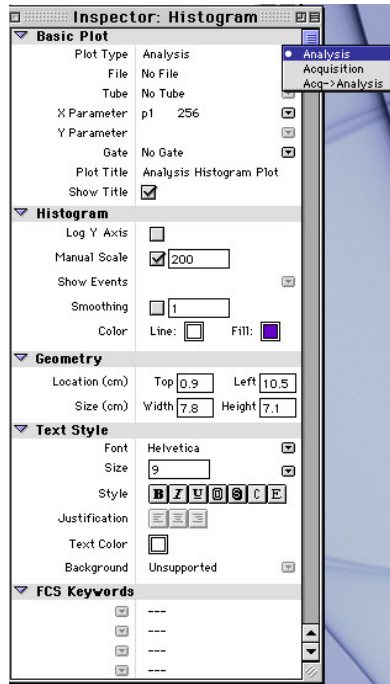 Inspector: Histogram
Basic Plot
Plot Type Analysis
Analysis
Acquisition
Acq->Analysis
File No File
Tube No Tube
X Parameter p1 256
Y Parameter
Gate No Gate
Plot Title Analysis Histogram Plot
Show Title
Histogram
Log Y Axis
Manual Scale 200
Show Events
Smoothing 1
Color Line: Fill:
Geometry
Location (cm) Top 0.9 Left 10.5
Size (cm) Width 7.8 Height 7.1
Text Style
Font Helvetica
Size 9
Style B I U O S C E
Justification
Text Color
Background Unsupported
FCS Keywords
---
---
---
---